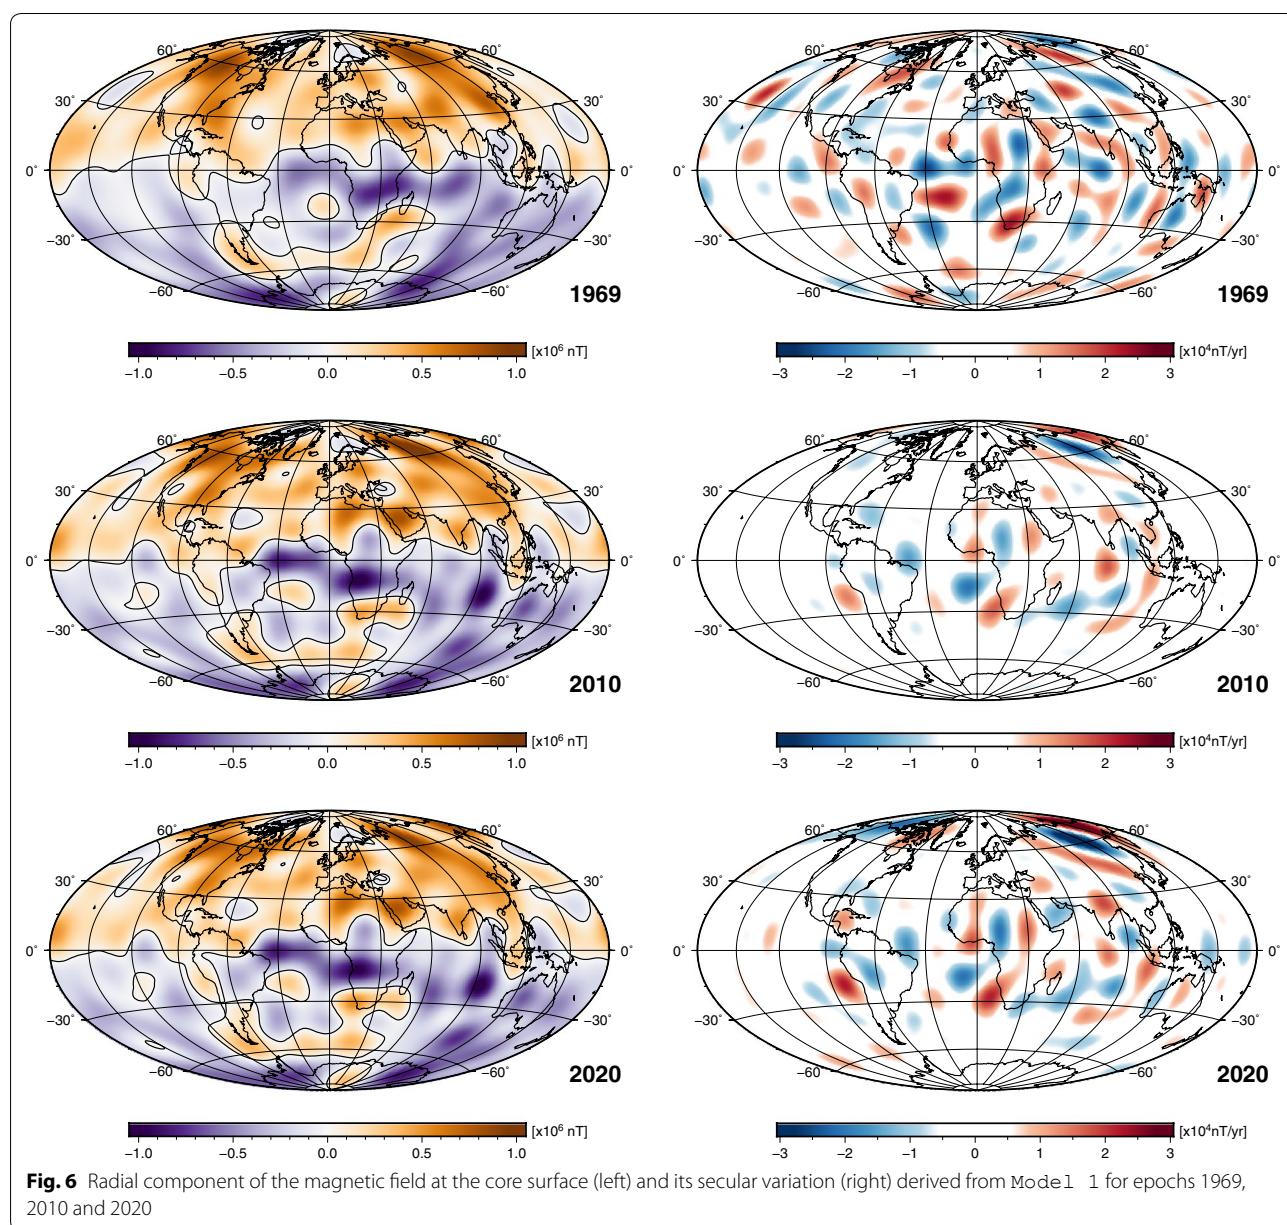 60° 60° 60° 60°
30° 30° 30° 30°
0° 0° 0° 0°
−30° −30° −30° −30°
−60° −60° −60° −60°
1969 1969
[x10⁶ nT] [x10⁴nT/yr]
−1.0 −0.5 0.0 0.5 1.0 −3 −2 −1 0 1 2 3
60° 60° 60° 60°
30° 30° 30° 30°
0° 0° 0° 0°
−30° −30° −30° −30°
−60° −60° −60° −60°
2010 2010
[x10⁶ nT] [x10⁴nT/yr]
−1.0 −0.5 0.0 0.5 1.0 −3 −2 −1 0 1 2 3
60° 60° 60° 60°
30° 30° 30° 30°
0° 0° 0° 0°
−30° −30° −30° −30°
−60° −60° −60° −60°
2020 2020
[x10⁶ nT] [x10⁴nT/yr]
−1.0 −0.5 0.0 0.5 1.0 −3 −2 −1 0 1 2 3
Fig. 6 Radial component of the magnetic field at the core surface (left) and its secular variation (right) derived from Model 1 for epochs 1969,
2010 and 2020